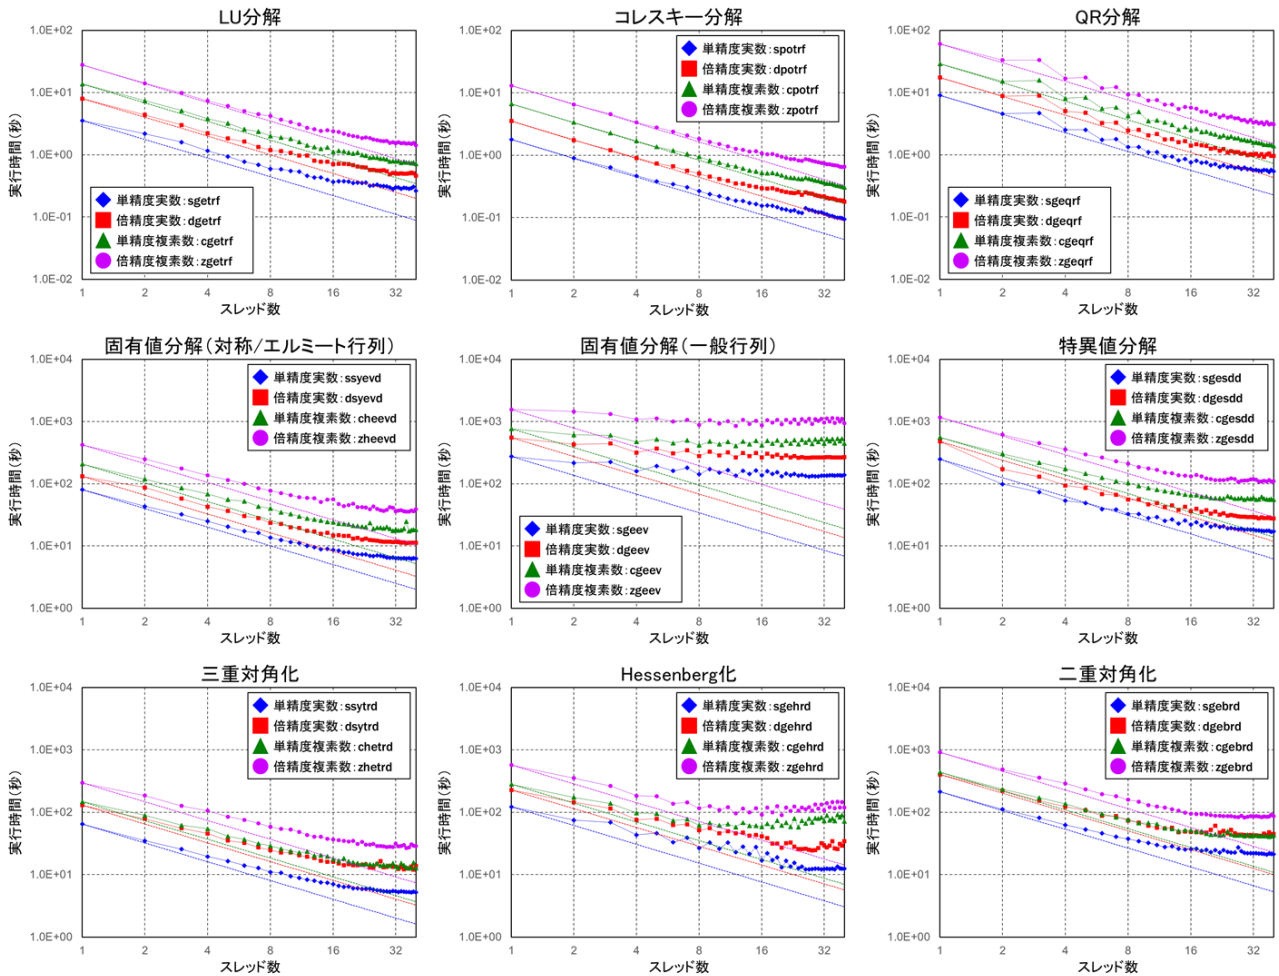 LU分解
1.0E+02
1.0E+01
1.0E+00
1.0E-01
1.0E-02
実行時間(秒)
単精度実数:sgetrf
倍精度実数:dgetrf
単精度複素数:cgetrf
倍精度複素数:zgetrf
1 2 4 8 16 32
スレッド数
コレスキー分解
1.0E+02
1.0E+01
1.0E+00
1.0E-01
1.0E-02
実行時間(秒)
単精度実数:spotrf
倍精度実数:dpotrf
単精度複素数:cpotrf
倍精度複素数:zpotrf
1 2 4 8 16 32
スレッド数
QR分解
1.0E+02
1.0E+01
1.0E+00
1.0E-01
1.0E-02
実行時間(秒)
単精度実数:sgeqrf
倍精度実数:dgeqrf
単精度複素数:cgeqrf
倍精度複素数:zgeqrf
1 2 4 8 16 32
スレッド数
固有値分解(対称/エルミート行列)
1.0E+04
1.0E+03
1.0E+02
1.0E+01
1.0E+00
実行時間(秒)
単精度実数:ssyevd
倍精度実数:dsyevd
単精度複素数:cheevd
倍精度複素数:zheevd
1 2 4 8 16 32
スレッド数
固有値分解(一般行列)
1.0E+04
1.0E+03
1.0E+02
1.0E+01
1.0E+00
実行時間(秒)
単精度実数:sgeev
倍精度実数:dgeev
単精度複素数:cgeev
倍精度複素数:zgeev
1 2 4 8 16 32
スレッド数
特異値分解
1.0E+04
1.0E+03
1.0E+02
1.0E+01
1.0E+00
実行時間(秒)
単精度実数:sgesdd
倍精度実数:dgesdd
単精度複素数:cgesdd
倍精度複素数:zgesdd
1 2 4 8 16 32
スレッド数
三重対角化
1.0E+04
1.0E+03
1.0E+02
1.0E+01
1.0E+00
実行時間(秒)
単精度実数:ssytrd
倍精度実数:dsytrd
単精度複素数:chetrd
倍精度複素数:zhetrd
1 2 4 8 16 32
スレッド数
Hessenberg化
1.0E+04
1.0E+03
1.0E+02
1.0E+01
1.0E+00
実行時間(秒)
単精度実数:sgehrd
倍精度実数:dgehrd
単精度複素数:cgehrd
倍精度複素数:zgehrd
1 2 4 8 16 32
スレッド数
二重対角化
1.0E+04
1.0E+03
1.0E+02
1.0E+01
1.0E+00
実行時間(秒)
単精度実数:sgebrd
倍精度実数:dgebrd
単精度複素数:cgebrd
倍精度複素数:zgebrd
1 2 4 8 16 32
スレッド数